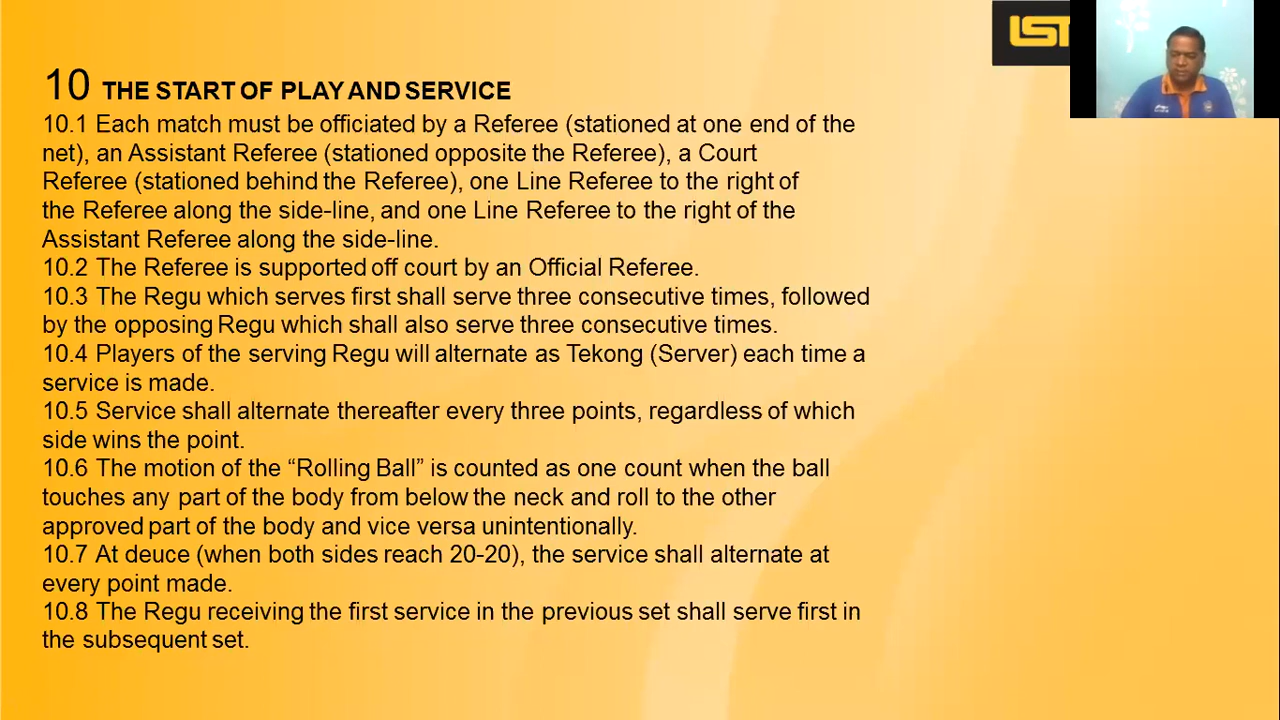 10 THE START OF PLAY AND SERVICE
10.1 Each match must be officiated by a Referee (stationed at one end of the
net), an Assistant Referee (stationed opposite the Referee), a Court
Referee (stationed behind the Referee), one Line Referee to the right of
the Referee along the side-line, and one Line Referee to the right of the
Assistant Referee along the side-line.
10.2 The Referee is supported off court by an Official Referee.
10.3 The Regu which serves first shall serve three consecutive times, followed
by the opposing Regu which shall also serve three consecutive times.
10.4 Players of the serving Regu will alternate as Tekong (Server) each time a
service is made.
10.5 Service shall alternate thereafter every three points, regardless of which
side wins the point.
10.6 The motion of the “Rolling Ball” is counted as one count when the ball
touches any part of the body from below the neck and roll to the other
approved part of the body and vice versa unintentionally.
10.7 At deuce (when both sides reach 20-20), the service shall alternate at
every point made.
10.8 The Regu receiving the first service in the previous set shall serve first in
the subsequent set.